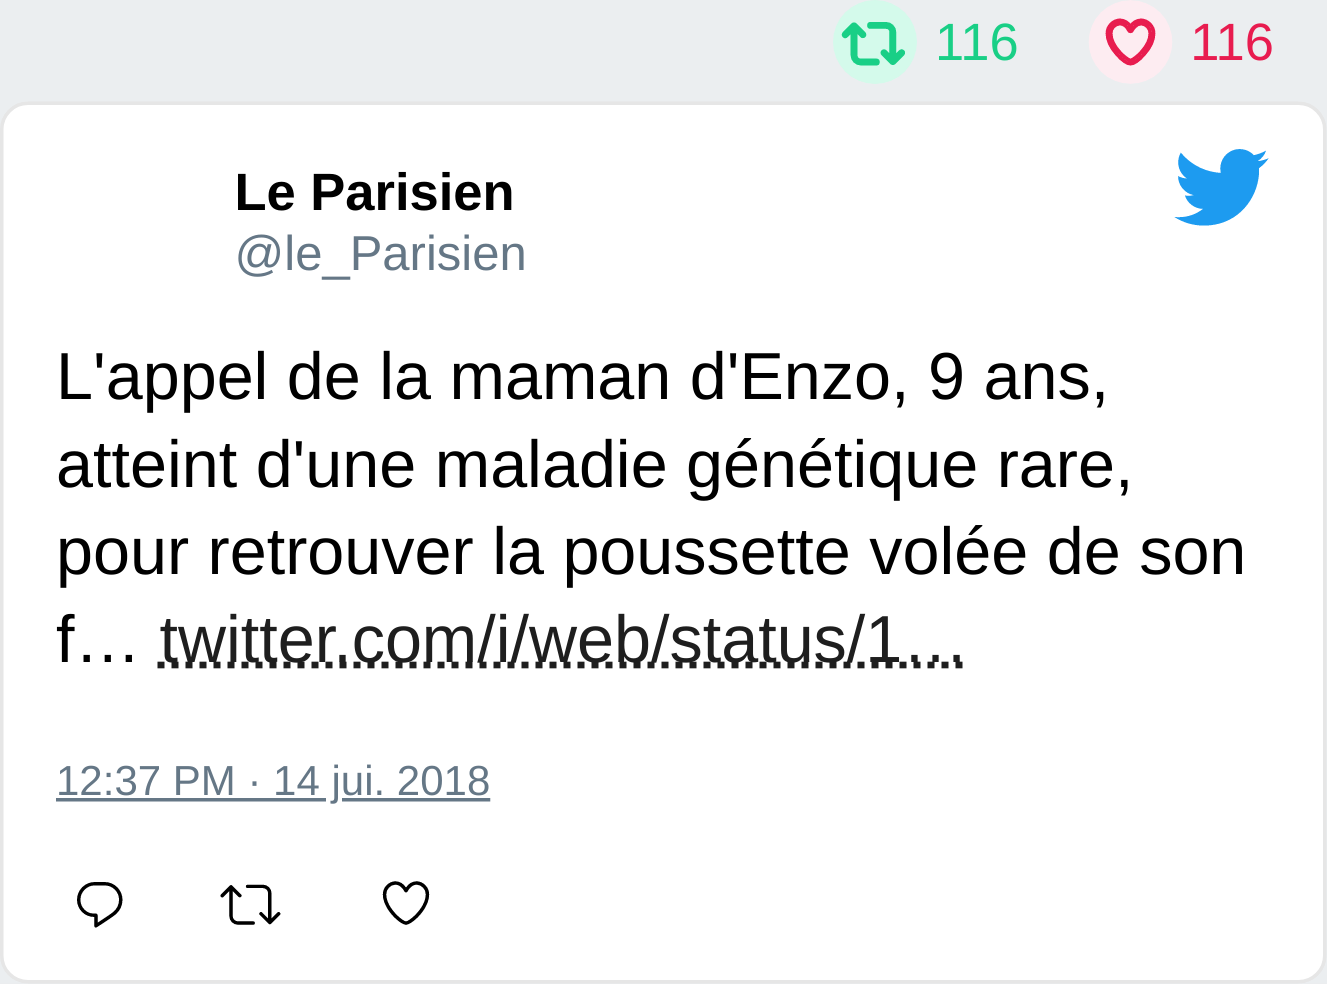 116 116
Le Parisien
@le_Parisien
L'appel de la maman d'Enzo, 9 ans,
atteint d'une maladie génétique rare,
pour retrouver la poussette volée de son
f… twitter.com/i/web/status/1…
12:37 PM · 14 jui. 2018